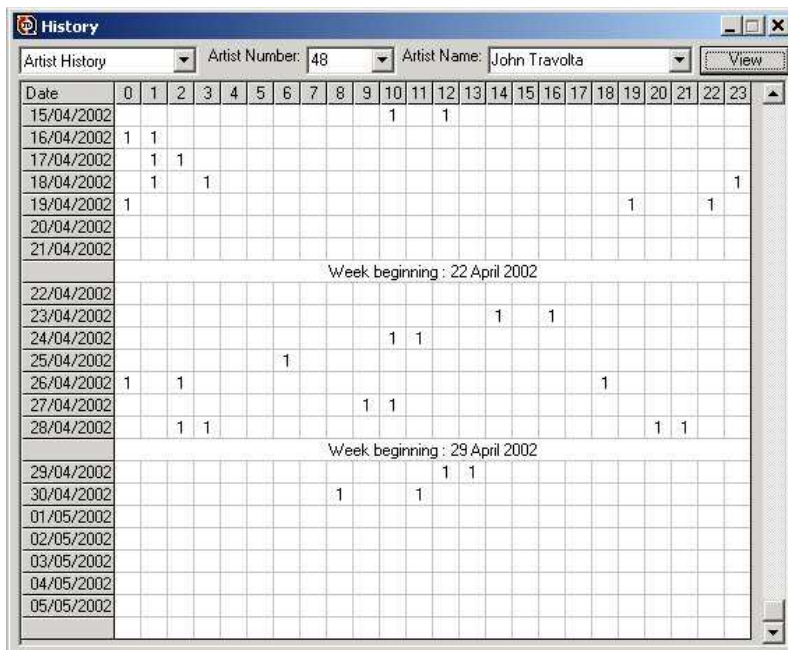 History
Artist History Artist Number: 48 Artist Name: John Travolta View
Date 0 1 2 3 4 5 6 7 8 9 10 11 12 13 14 15 16 17 18 19 20 21 22 23
15/04/2002 1 1
16/04/2002 1 1
17/04/2002 1 1
18/04/2002 1 1 1
19/04/2002 1 1 1
20/04/2002
21/04/2002
Week beginning : 22 April 2002
22/04/2002
23/04/2002 1 1
24/04/2002 1 1
25/04/2002 1
26/04/2002 1 1 1
27/04/2002 1 1
28/04/2002 1 1 1 1
Week beginning : 29 April 2002
29/04/2002 1 1
30/04/2002 1 1
01/05/2002
02/05/2002
03/05/2002
04/05/2002
05/05/2002